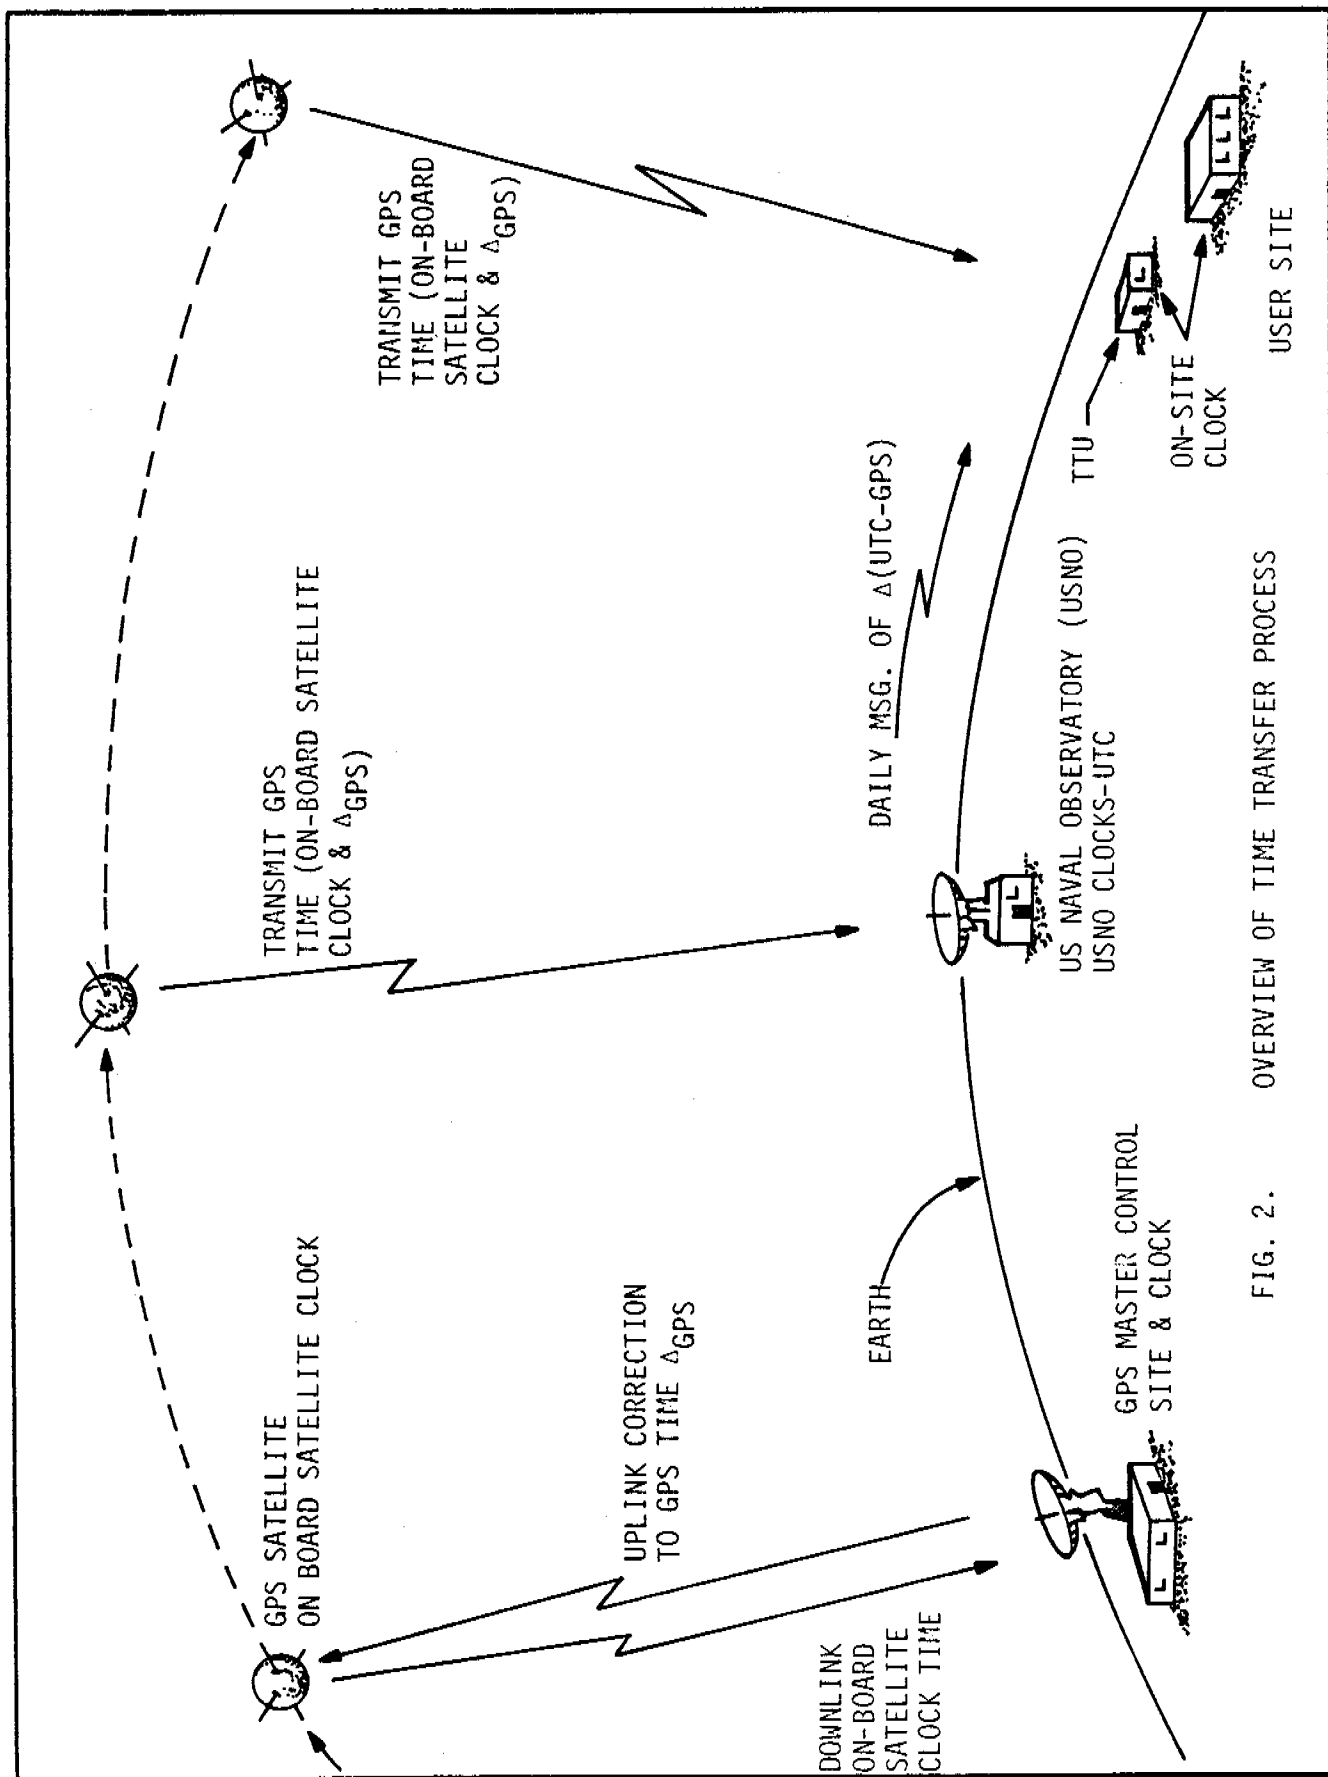 GPS SATELLITE
ON BOARD SATELLITE CLOCK
TRANSMIT GPS
TIME (ON-BOARD SATELLITE
CLOCK & ΔGPS)
TRANSMIT GPS
TIME (ON-BOARD
SATELLITE
CLOCK & ΔGPS)
UPLINK CORRECTION
TO GPS TIME ΔGPS
DOWNLINK
ON-BOARD
SATELLITE
CLOCK TIME
EARTH
DAILY MSG. OF Δ(UTC-GPS)
GPS MASTER CONTROL
SITE & CLOCK
US NAVAL OBSERVATORY (USNO)
USNO CLOCKS-UTC
TTU
ON-SITE
CLOCK
USER SITE
FIG. 2. OVERVIEW OF TIME TRANSFER PROCESS